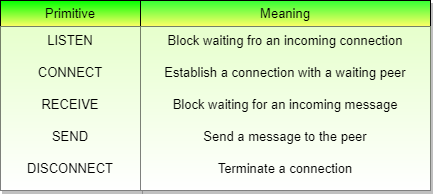 Primitive Meaning
LISTEN Block waiting fro an incoming connection
CONNECT Establish a connection with a waiting peer
RECEIVE Block waiting for an incoming message
SEND Send a message to the peer
DISCONNECT Terminate a connection